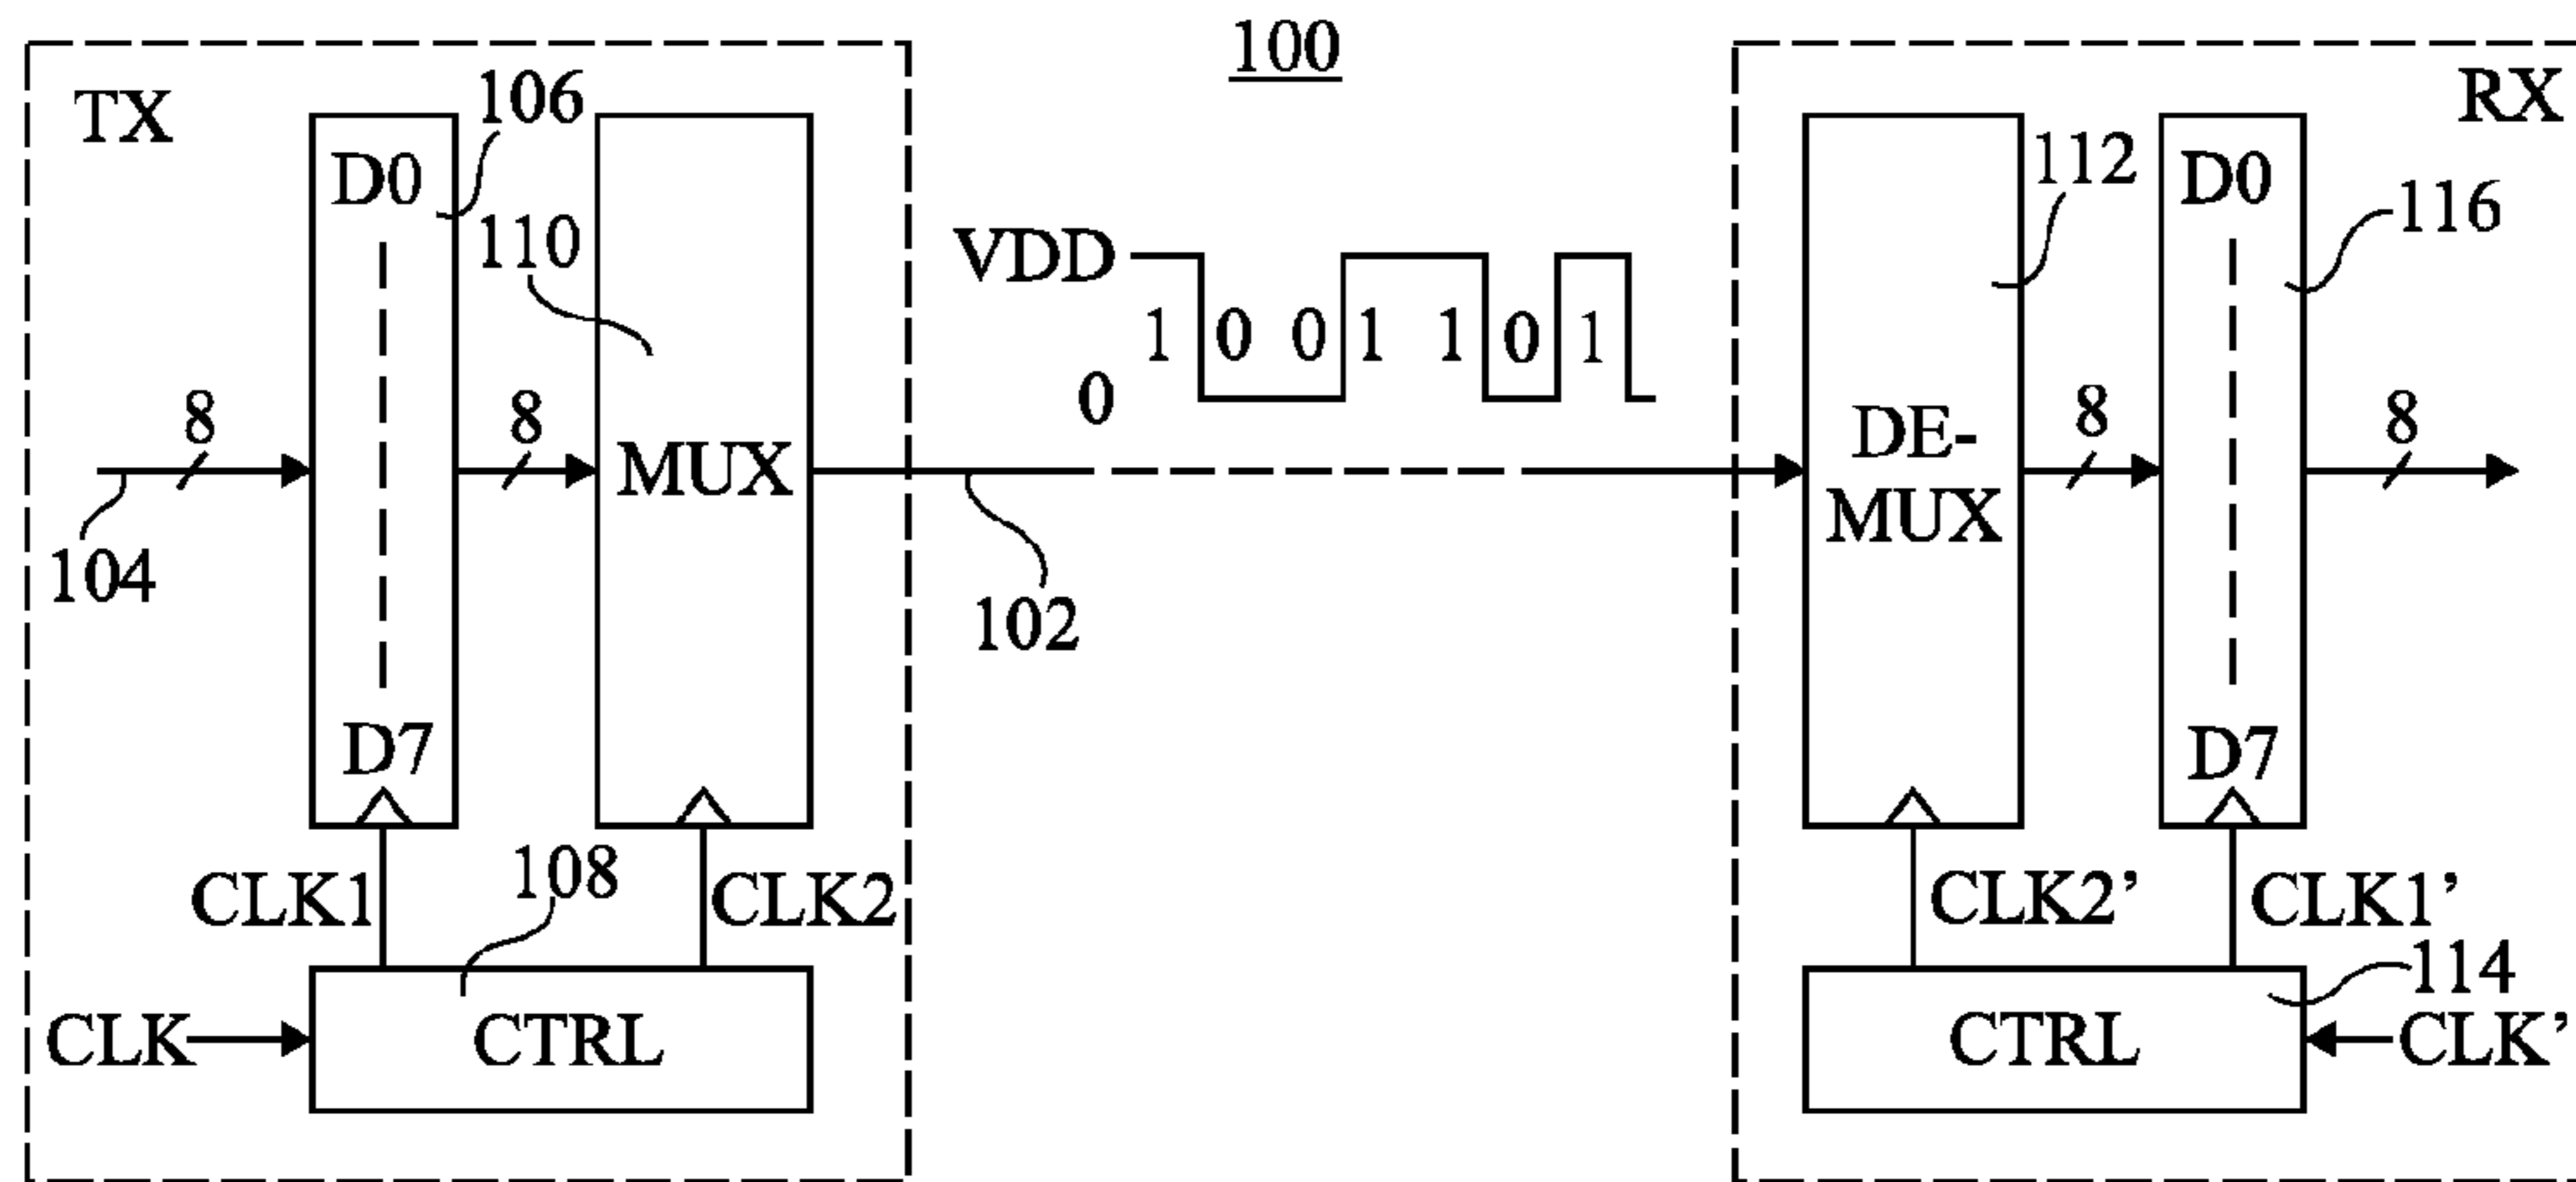 100
TX
106
D0
110
8
8
MUX
104
D7
CLK1
108
CLK2
CLK
CTRL
VDD
1 0 0 1 1 0 1
0
102
RX
112
D0
116
DE-
MUX
8
8
D7
CLK2’
CLK1’
114
CTRL
CLK’